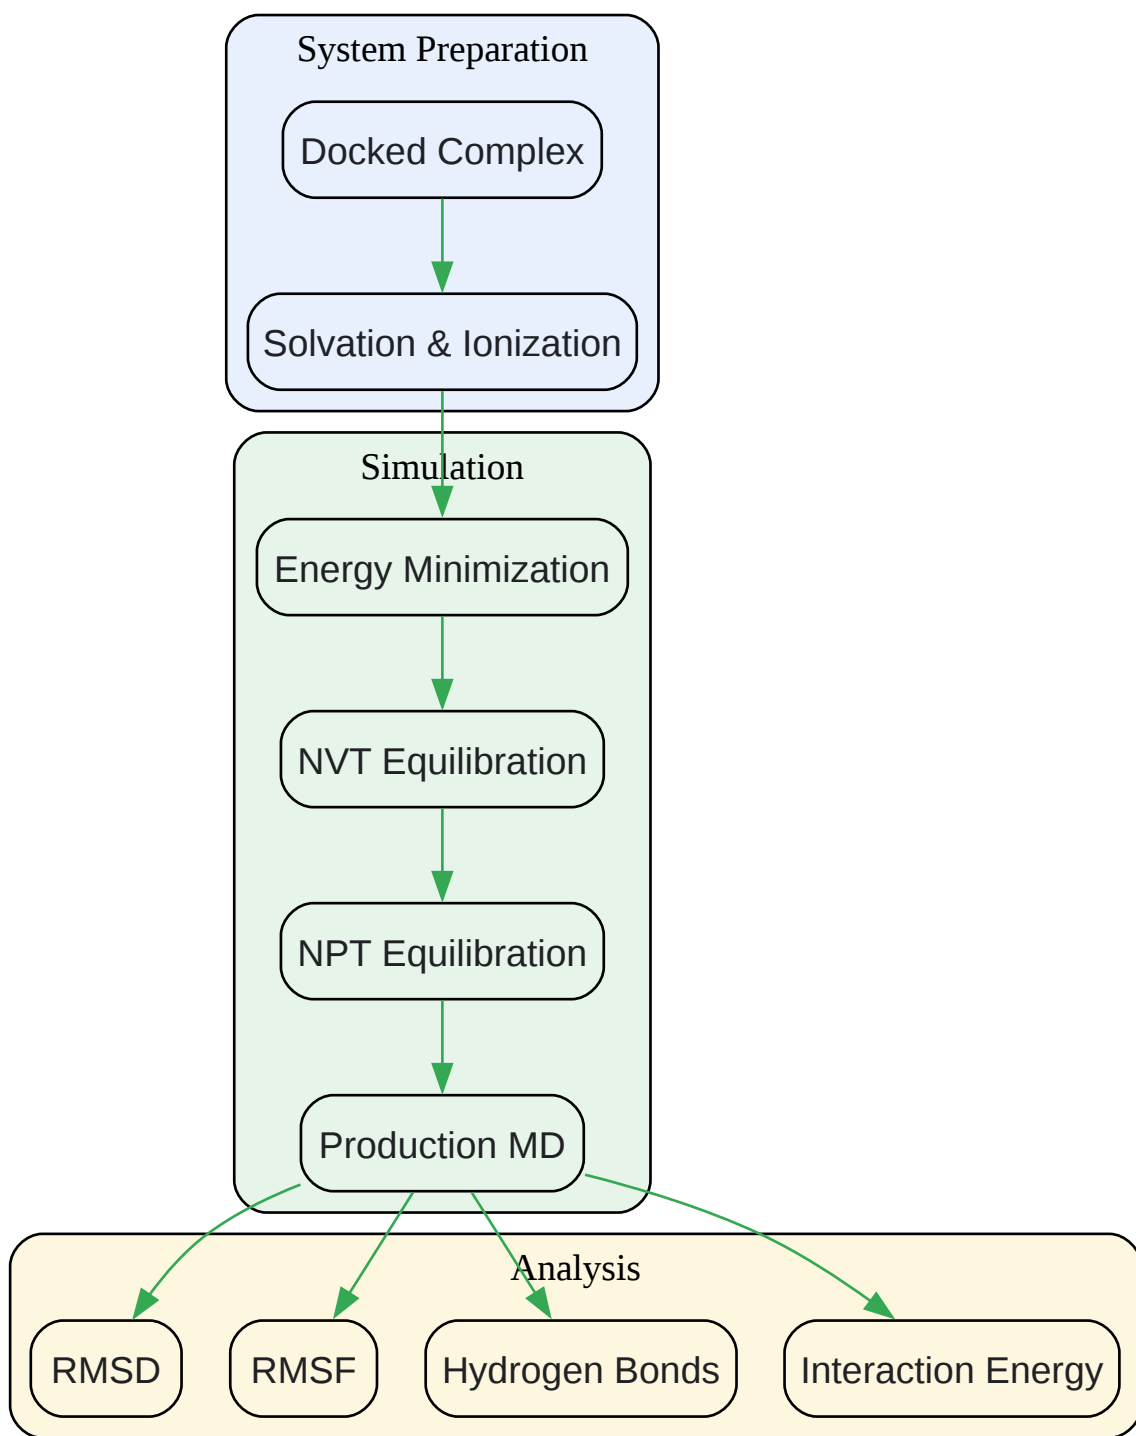 System Preparation
Docked Complex
Solvation & Ionization
Simulation
Energy Minimization
NVT Equilibration
NPT Equilibration
Production MD
Analysis
RMSD
RMSF
Hydrogen Bonds
Interaction Energy